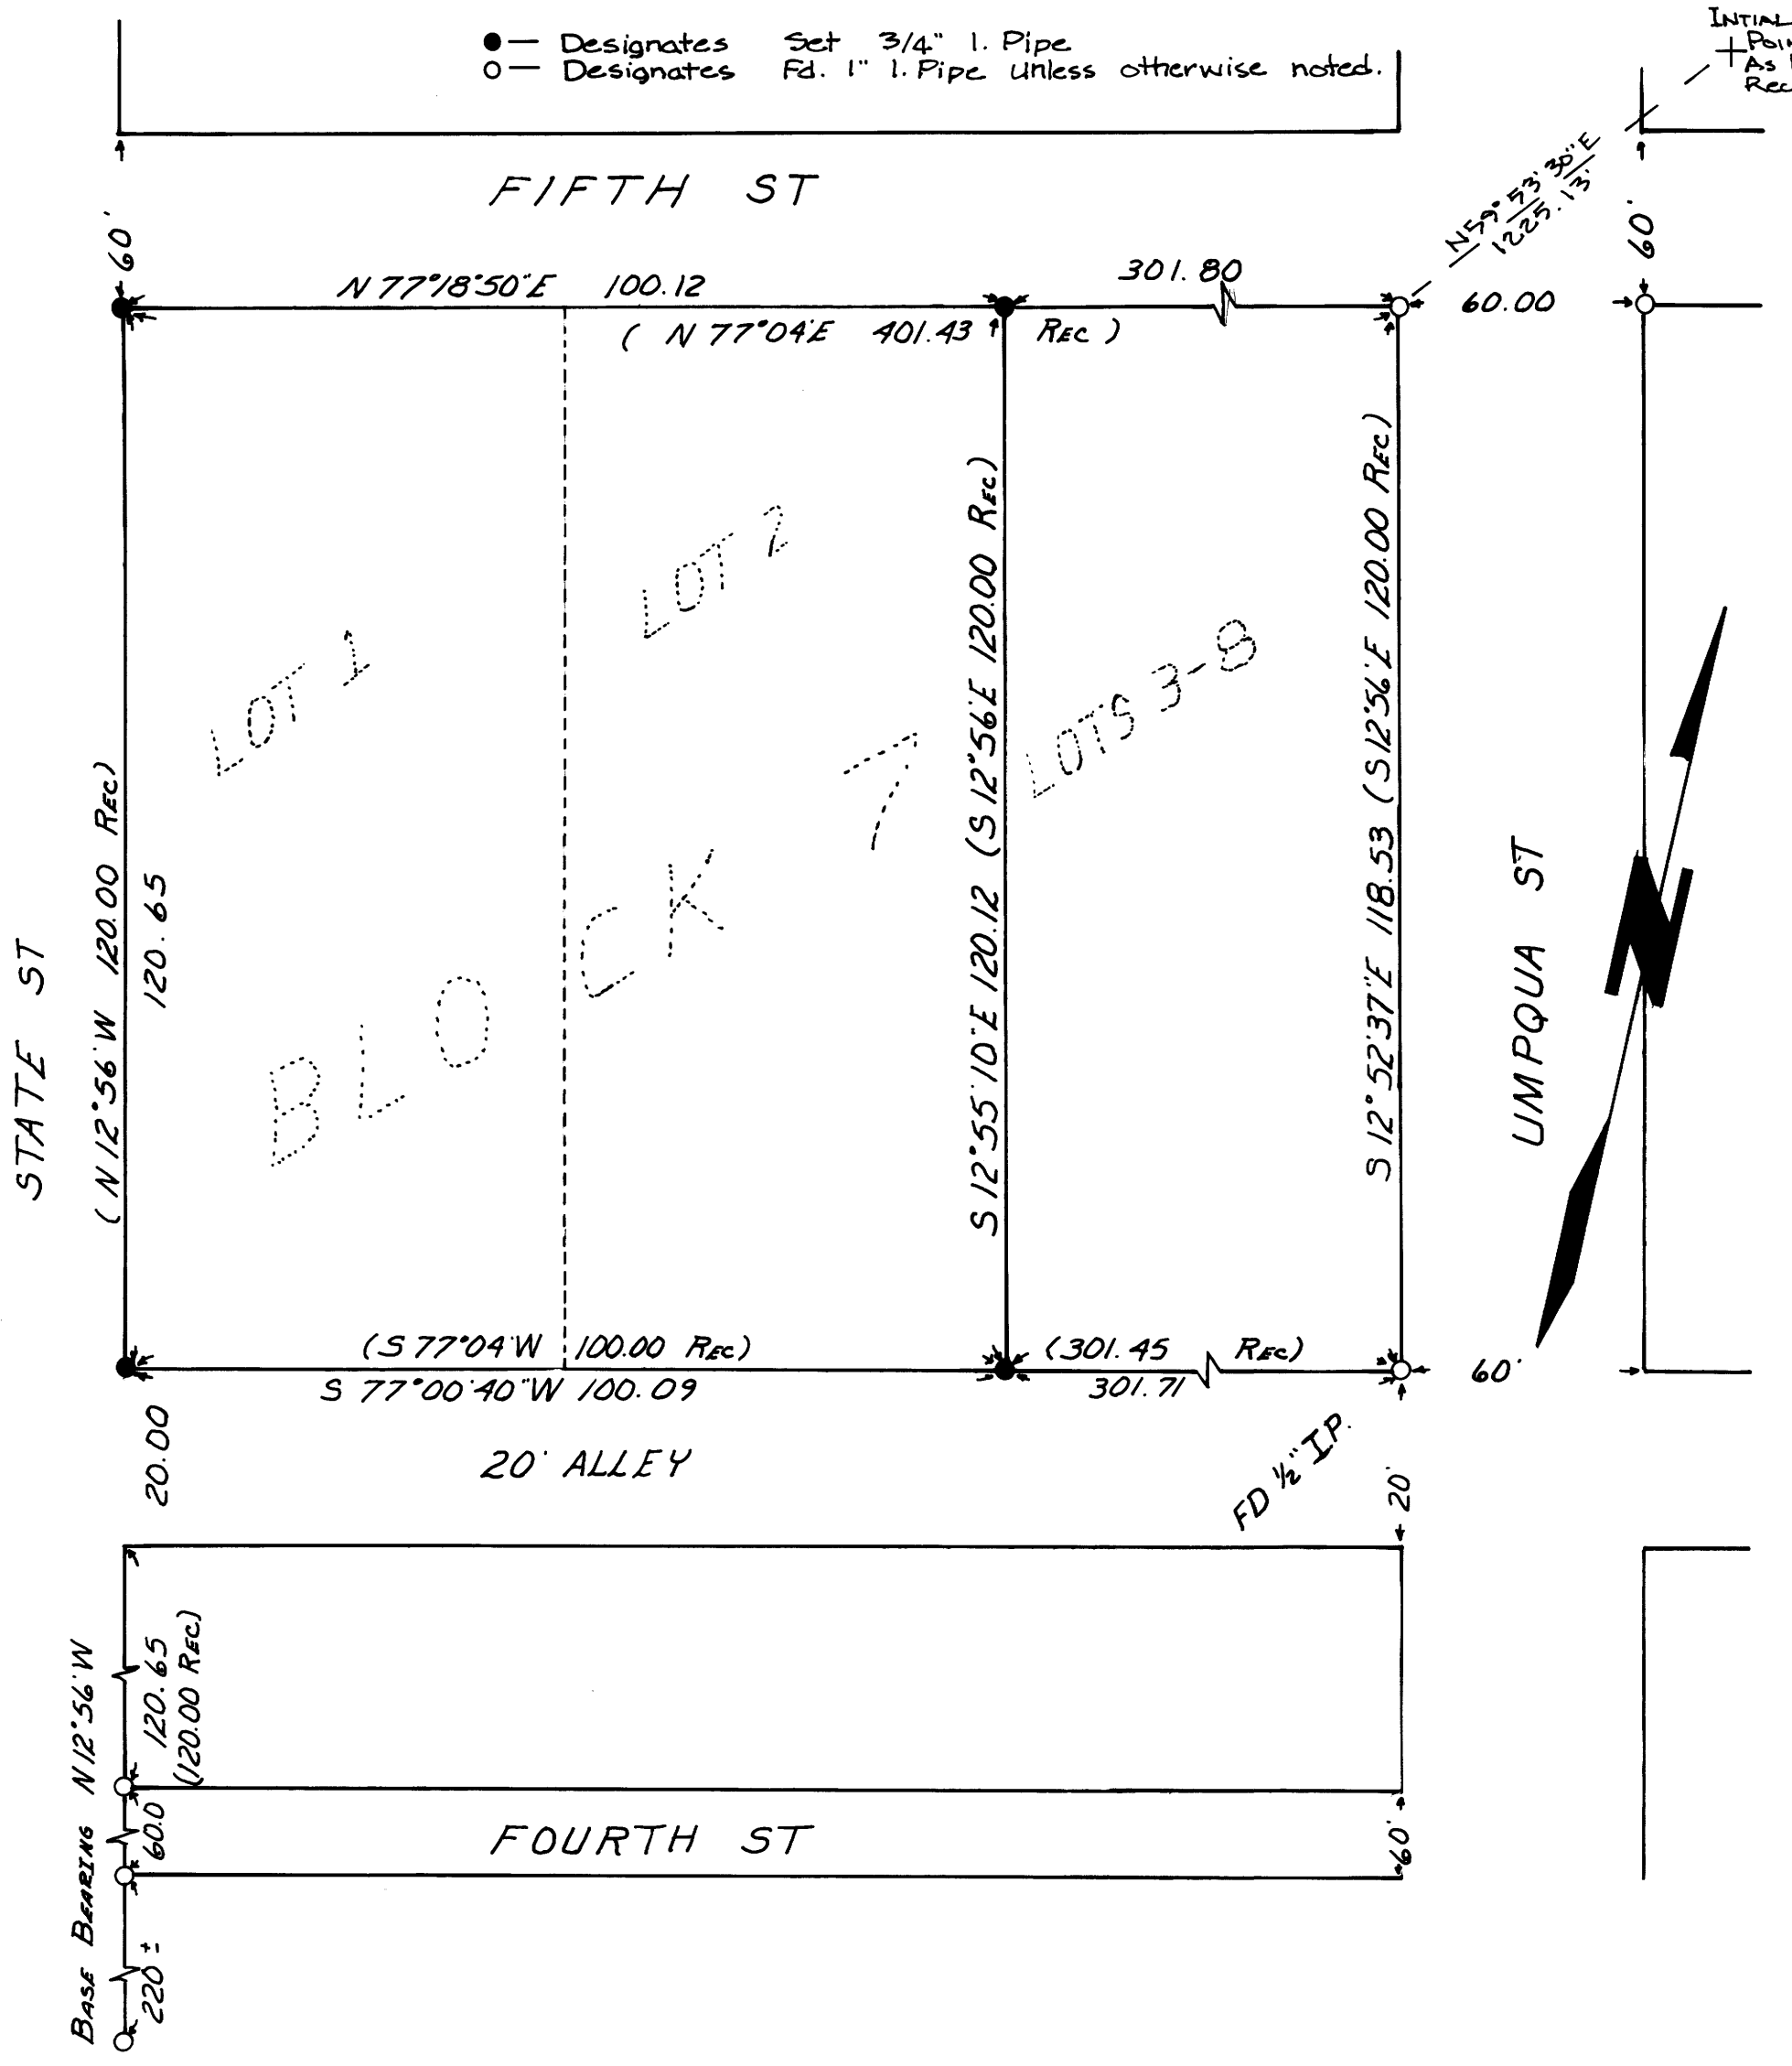 ●— Designates Set 3/4" I. Pipe
○— Designates Fd. 1" I. Pipe unless otherwise noted.
INTIAL
As
Rec
FIFTH ST
N59°53'30"E
1225.13'
60'
60'
N 77°18'50"E 100.12
301.80
60.00
( N 77°04'E 401.43 REC )
LOT 1
LOT 2
LOTS 3-8
BLOCK 7
STATE ST
(N 12°56'W 120.00 REC)
120.65
S 12°55'10"E 120.12 (S 12°56'E 120.00 REC)
S 12°52'37"E 118.53 (S 12°56'E 120.00 REC)
UMPQUA ST
N
(S 77°04'W 100.00 REC)
(301.45 REC)
S 77°00'40"W 100.09
301.71
60'
20.00
20' ALLEY
FD ½" I.P.
20'
BASE BEARING N 12°56'W
120.65
(120.00 REC)
60.0
FOURTH ST
60'
220±